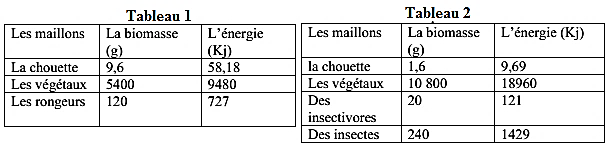 Tableau 1
Les maillons La biomasse (g) L’énergie (Kj)
La chouette 9,6 58,18
Les végétaux 5400 9480
Les rongeurs 120 727
Tableau 2
Les maillons La biomasse (g) L’énergie (Kj)
la chouette 1,6 9,69
Les végétaux 10 800 18960
Des insectivores 20 121
Des insectes 240 1429